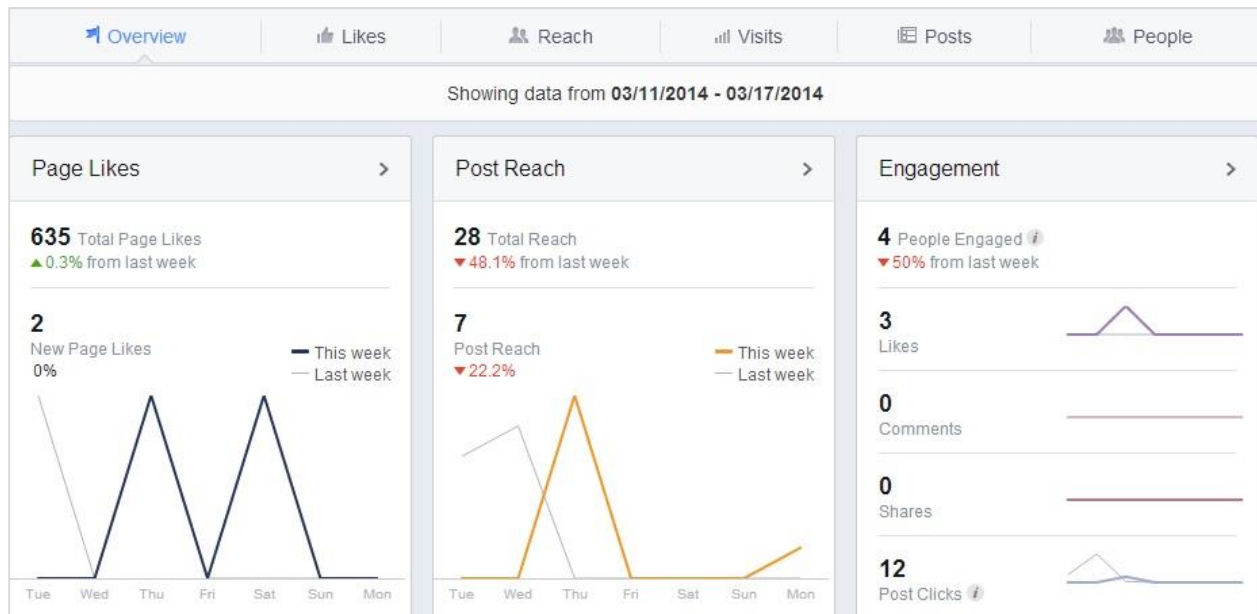 Overview Likes Reach Visits Posts People
Showing data from 03/11/2014 - 03/17/2014
Page Likes >
635 Total Page Likes
▲0.3% from last week
2
New Page Likes
0%
This week
Last week
Tue Wed Thu Fri Sat Sun Mon
Post Reach >
28 Total Reach
▼48.1% from last week
7
Post Reach
▼22.2%
This week
Last week
Tue Wed Thu Fri Sat Sun Mon
Engagement >
4 People Engaged i
▼50% from last week
3
Likes
0
Comments
0
Shares
12
Post Clicks i